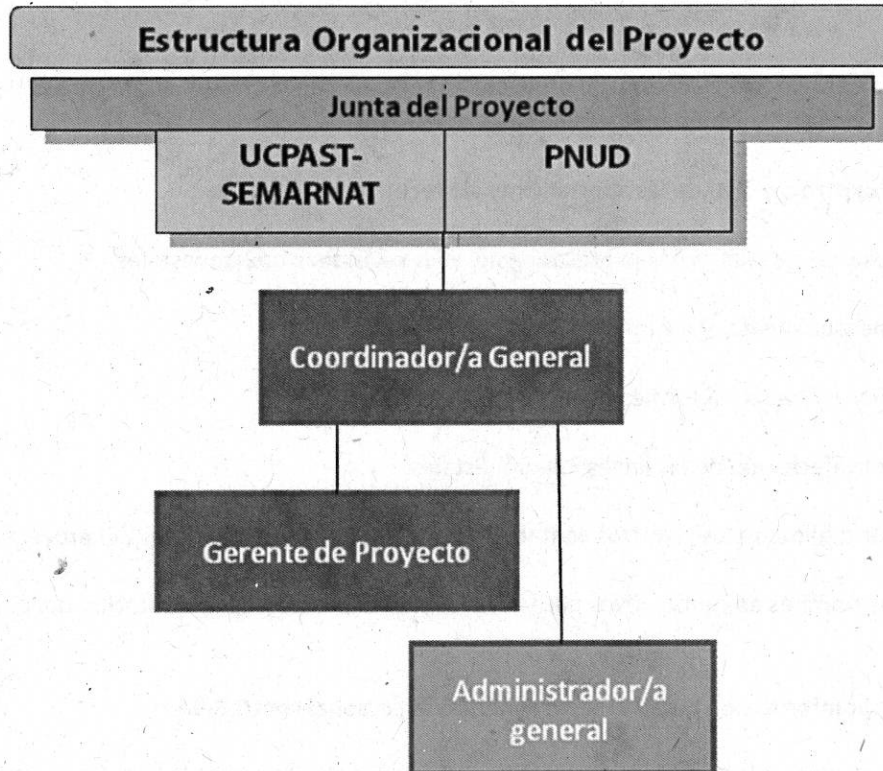 Estructura Organizacional del Proyecto
Junta del Proyecto
UCPAST-
SEMARNAT
PNUD
Coordinador/a General
Gerente de Proyecto
Administrador/a
general